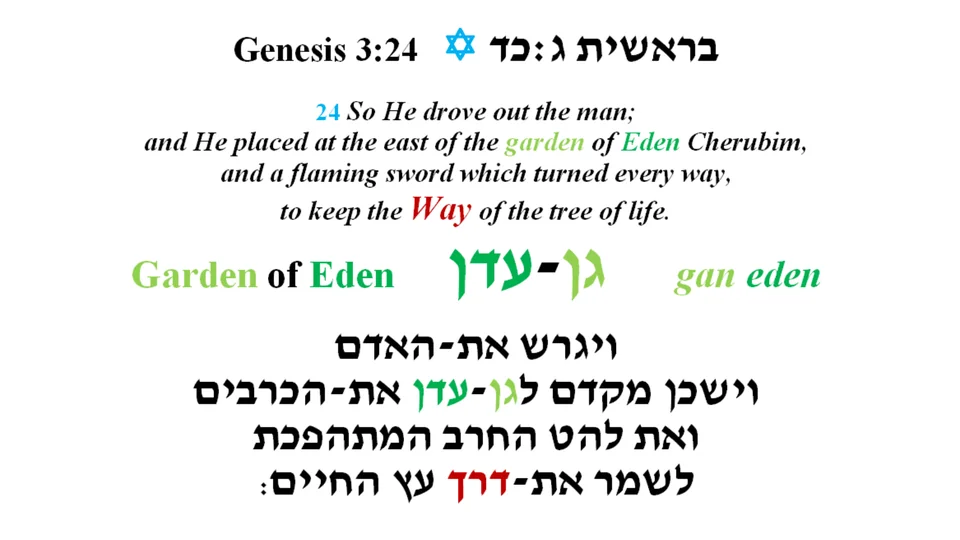 Genesis 3:24 ✡ בראשית ג:כד
24 So He drove out the man;
and He placed at the east of the garden of Eden Cherubim,
and a flaming sword which turned every way,
to keep the Way of the tree of life.
Garden of Eden גן-עדן gan eden
ויגרש את-האדם
וישכן מקדם לגן-עדן את-הכרבים
ואת להט החרב המתהפכת
לשמר את-דרך עץ החיים: